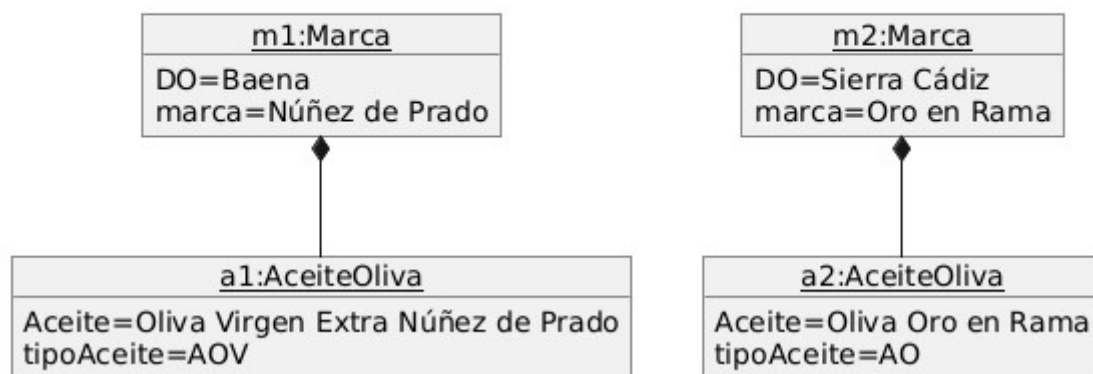 m1:Marca
DO=Baena
marca=Núñez de Prado
m2:Marca
DO=Sierra Cádiz
marca=Oro en Rama
a1:AceiteOliva
Aceite=Oliva Virgen Extra Núñez de Prado
tipoAceite=AOV
a2:AceiteOliva
Aceite=Oliva Oro en Rama
tipoAceite=AO